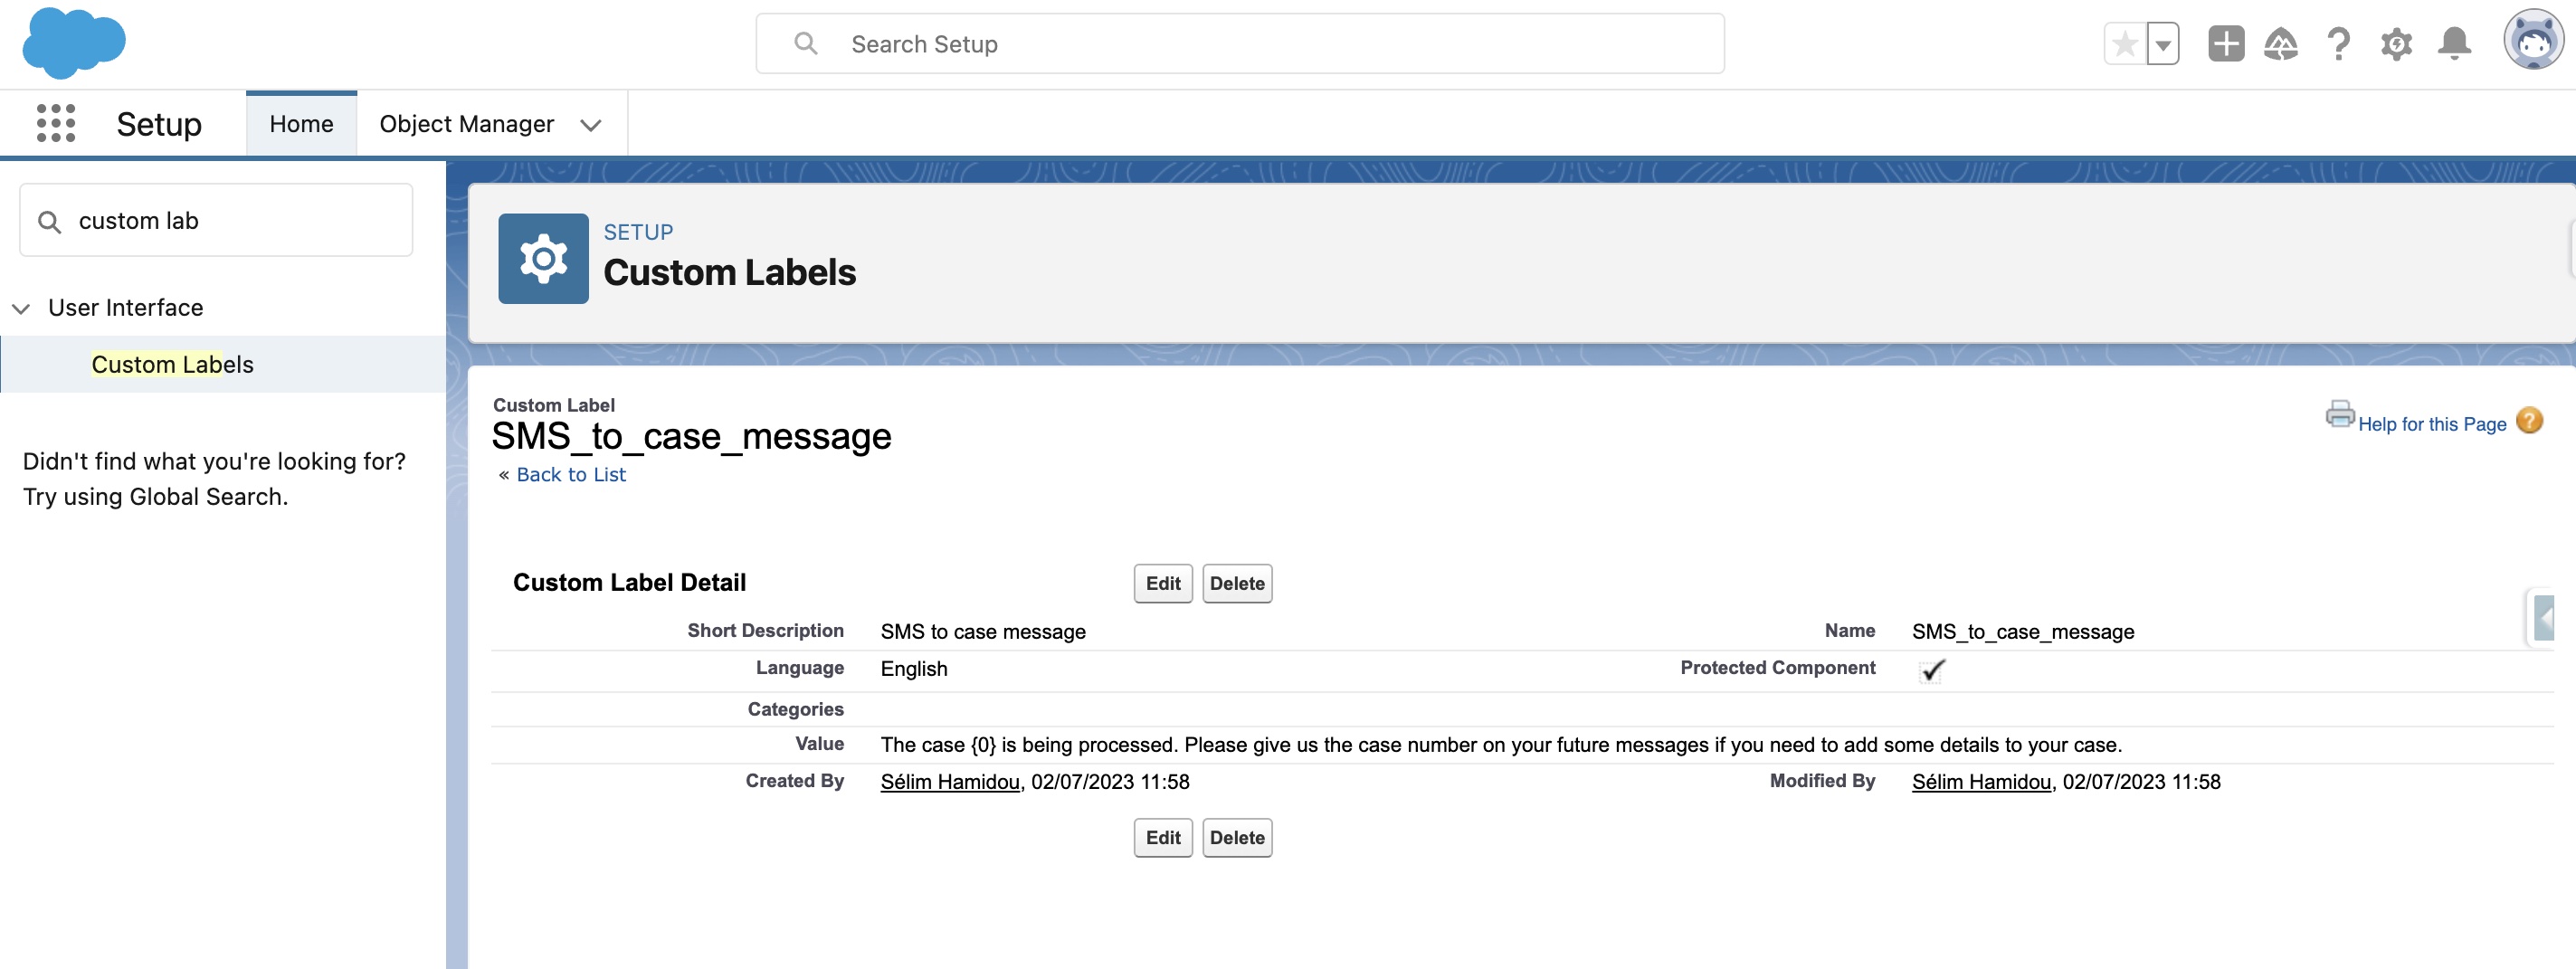 Search Setup
Setup
Home
Object Manager
custom lab
User Interface
Custom Labels
Didn't find what you're looking for?
Try using Global Search.
SETUP
Custom Labels
Custom Label
SMS_to_case_message
« Back to List
Help for this Page ?
Custom Label Detail
Edit Delete
Short Description SMS to case message Name SMS_to_case_message
Language English Protected Component
Categories
Value The case {0} is being processed. Please give us the case number on your future messages if you need to add some details to your case.
Created By Sélim Hamidou, 02/07/2023 11:58 Modified By Sélim Hamidou, 02/07/2023 11:58
Edit Delete